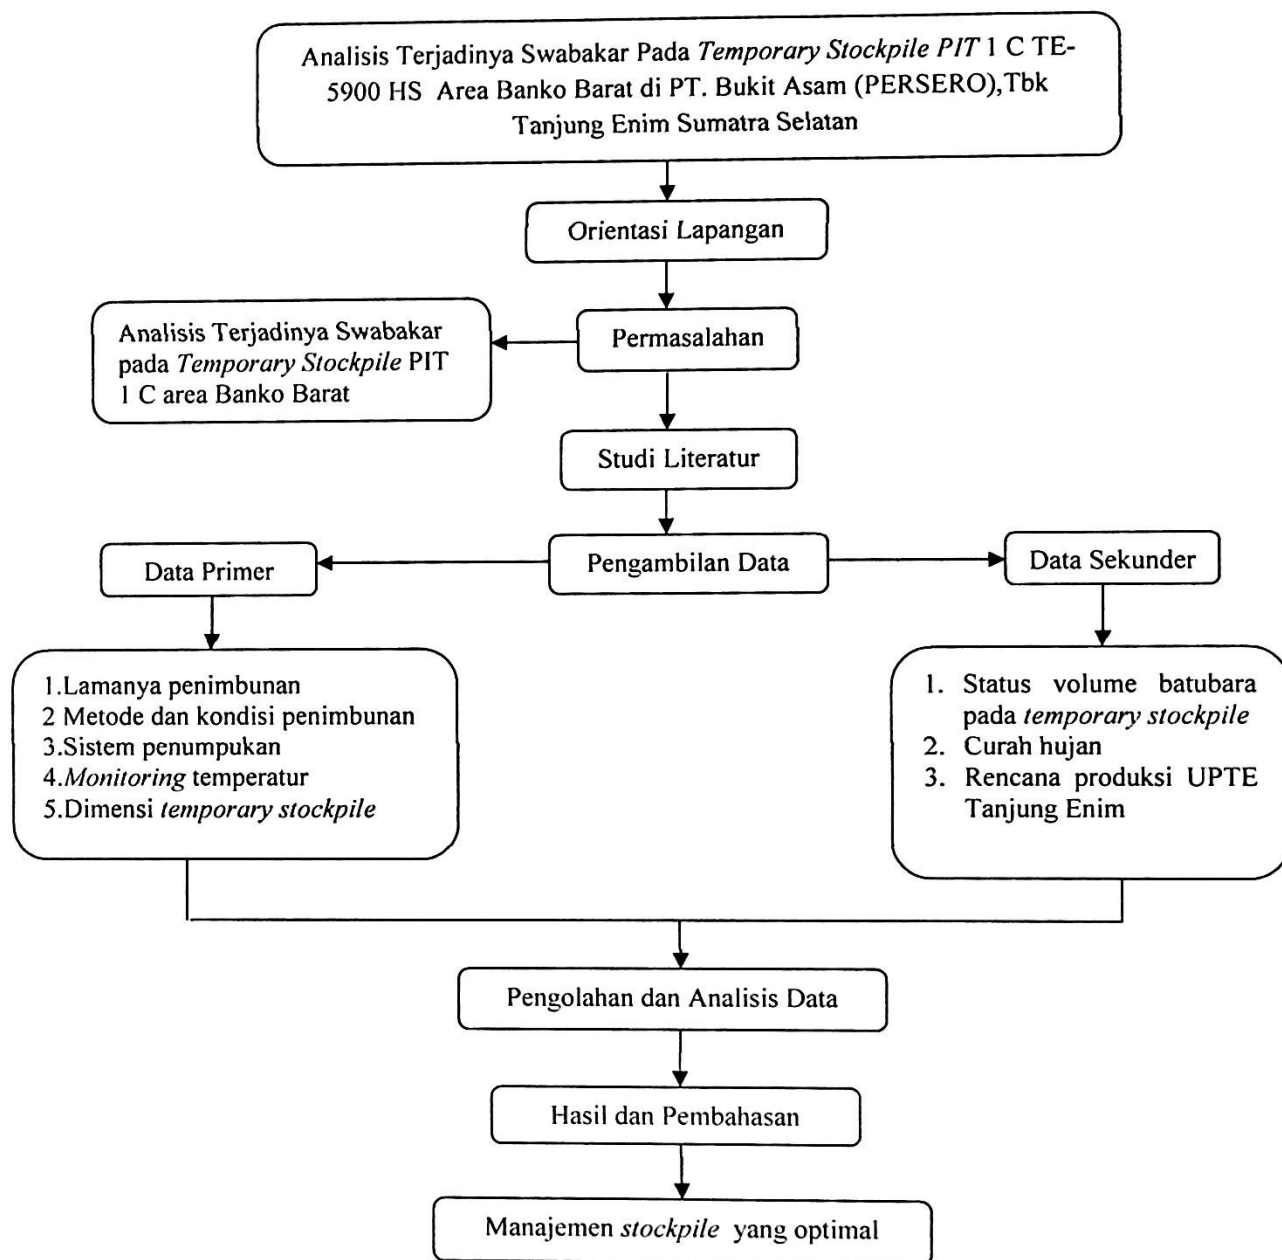 Analisis Terjadinya Swabakar Pada Temporary Stockpile PIT 1 C TE-
5900 HS Area Banko Barat di PT. Bukit Asam (PERSERO),Tbk
Tanjung Enim Sumatra Selatan
Orientasi Lapangan
Permasalahan
Analisis Terjadinya Swabakar
pada Temporary Stockpile PIT
1 C area Banko Barat
Studi Literatur
Pengambilan Data
Data Primer
Data Sekunder
1.Lamanya penimbunan
2 Metode dan kondisi penimbunan
3.Sistem penumpukan
4.Monitoring temperatur
5.Dimensi temporary stockpile
1. Status volume batubara
pada temporary stockpile
2. Curah hujan
3. Rencana produksi UPTE
Tanjung Enim
Pengolahan dan Analisis Data
Hasil dan Pembahasan
Manajemen stockpile yang optimal